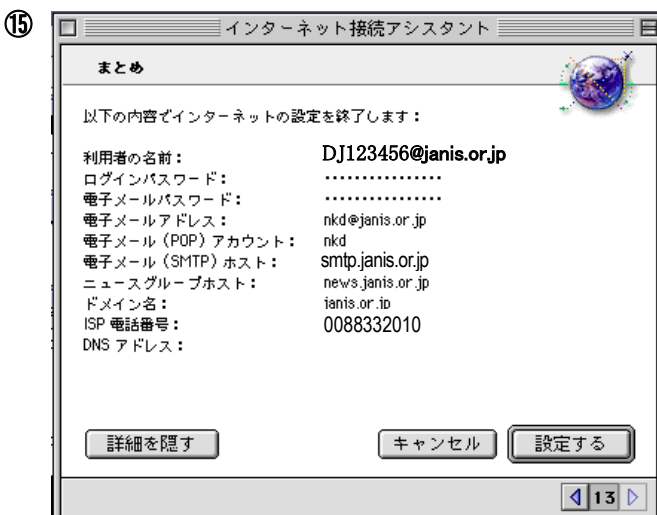 ⑮
インターネット接続アシスタント
まとめ
以下の内容でインターネットの設定を終了します：
利用者の名前： DJ123456@janis.or.jp
ログインパスワード： ••••••••••••••••
電子メールパスワード： ••••••••••••••••
電子メールアドレス： nkd@janis.or.jp
電子メール（POP）アカウント： nkd
電子メール（SMTP）ホスト： smtp.janis.or.jp
ニュースグループホスト： news.janis.or.jp
ドメイン名： janis.or.jp
ISP 電話番号： 0088332010
DNS アドレス：
詳細を隠す キャンセル 設定する
13